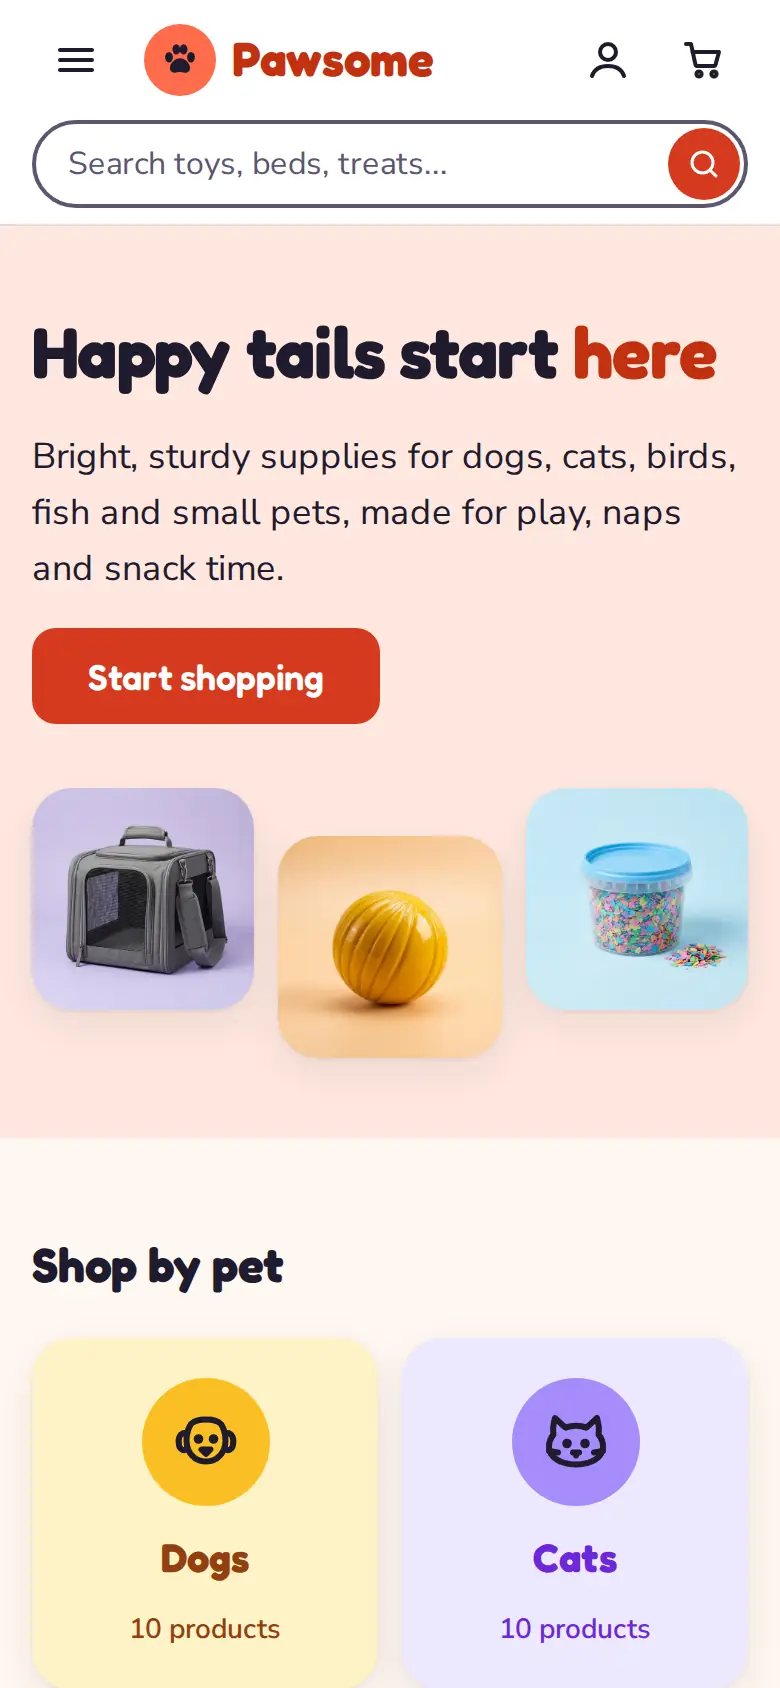 Pawsome
Search toys, beds, treats...
Happy tails start here
Bright, sturdy supplies for dogs, cats, birds,
fish and small pets, made for play, naps
and snack time.
Start shopping
Shop by pet
Dogs
10 products
Cats
10 products